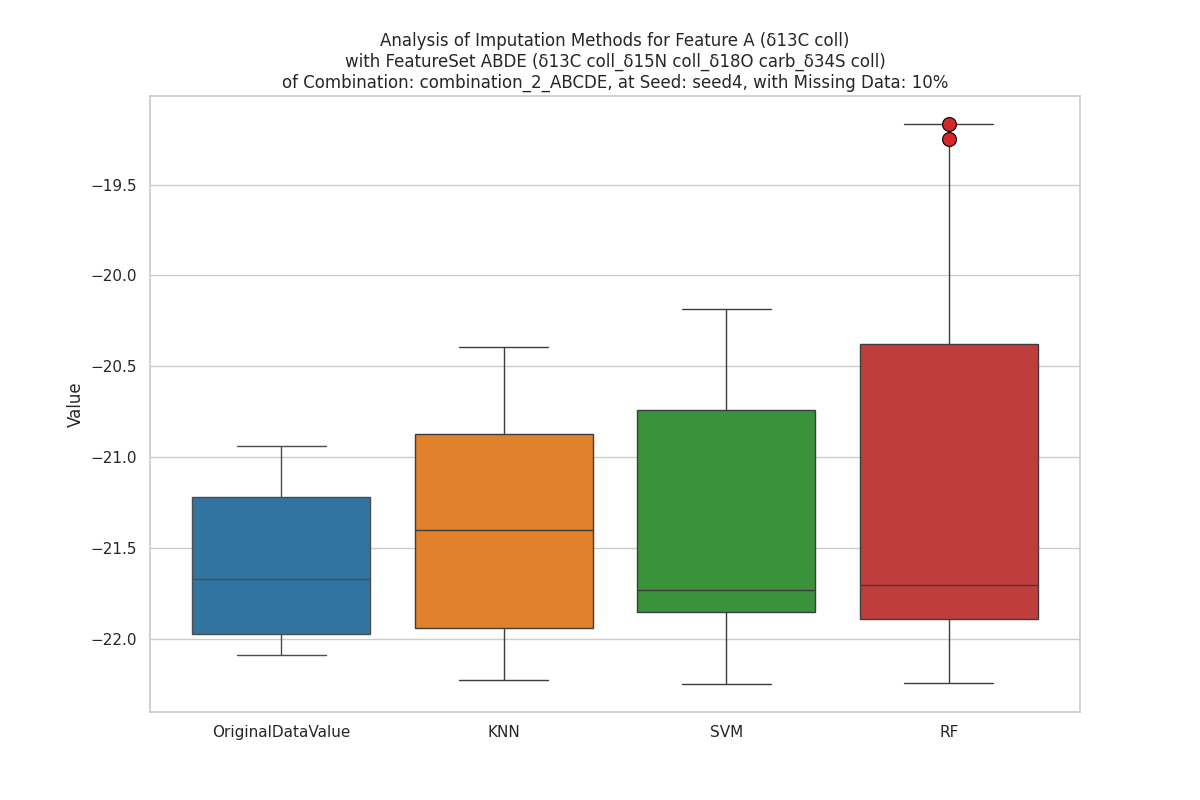 Analysis of Imputation Methods for Feature A (δ13C coll)
with FeatureSet ABDE (δ13C coll_δ15N coll_δ18O carb_δ34S coll)
of Combination: combination_2_ABCDE, at Seed: seed4, with Missing Data: 10%
−19.5
−20.0
−20.5
−21.0
−21.5
−22.0
Value
OriginalDataValue
KNN
SVM
RF